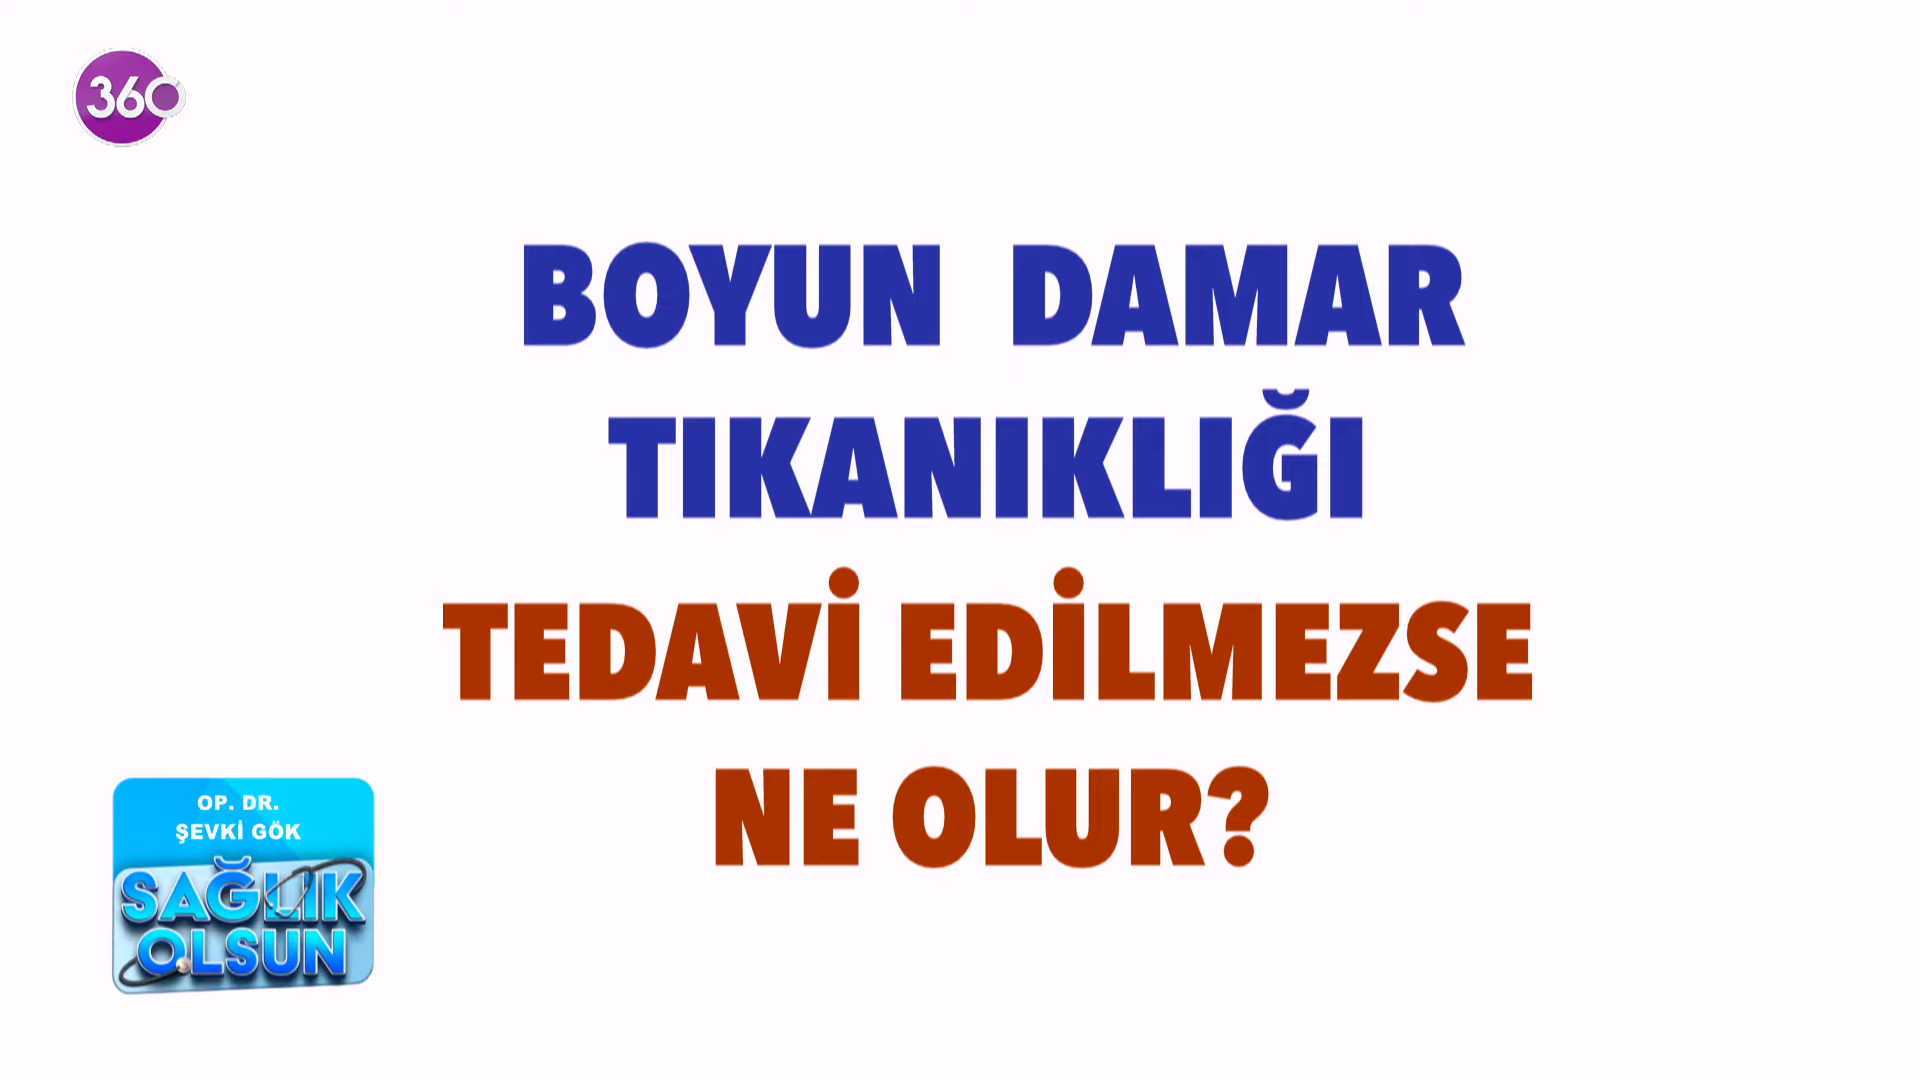 360
BOYUN DAMAR
TIKANIKLIĞI
TEDAVİ EDİLMEZSE
NE OLUR?
OP. DR.
ŞEVKİ GÖK
SAĞLIK
OLSUN